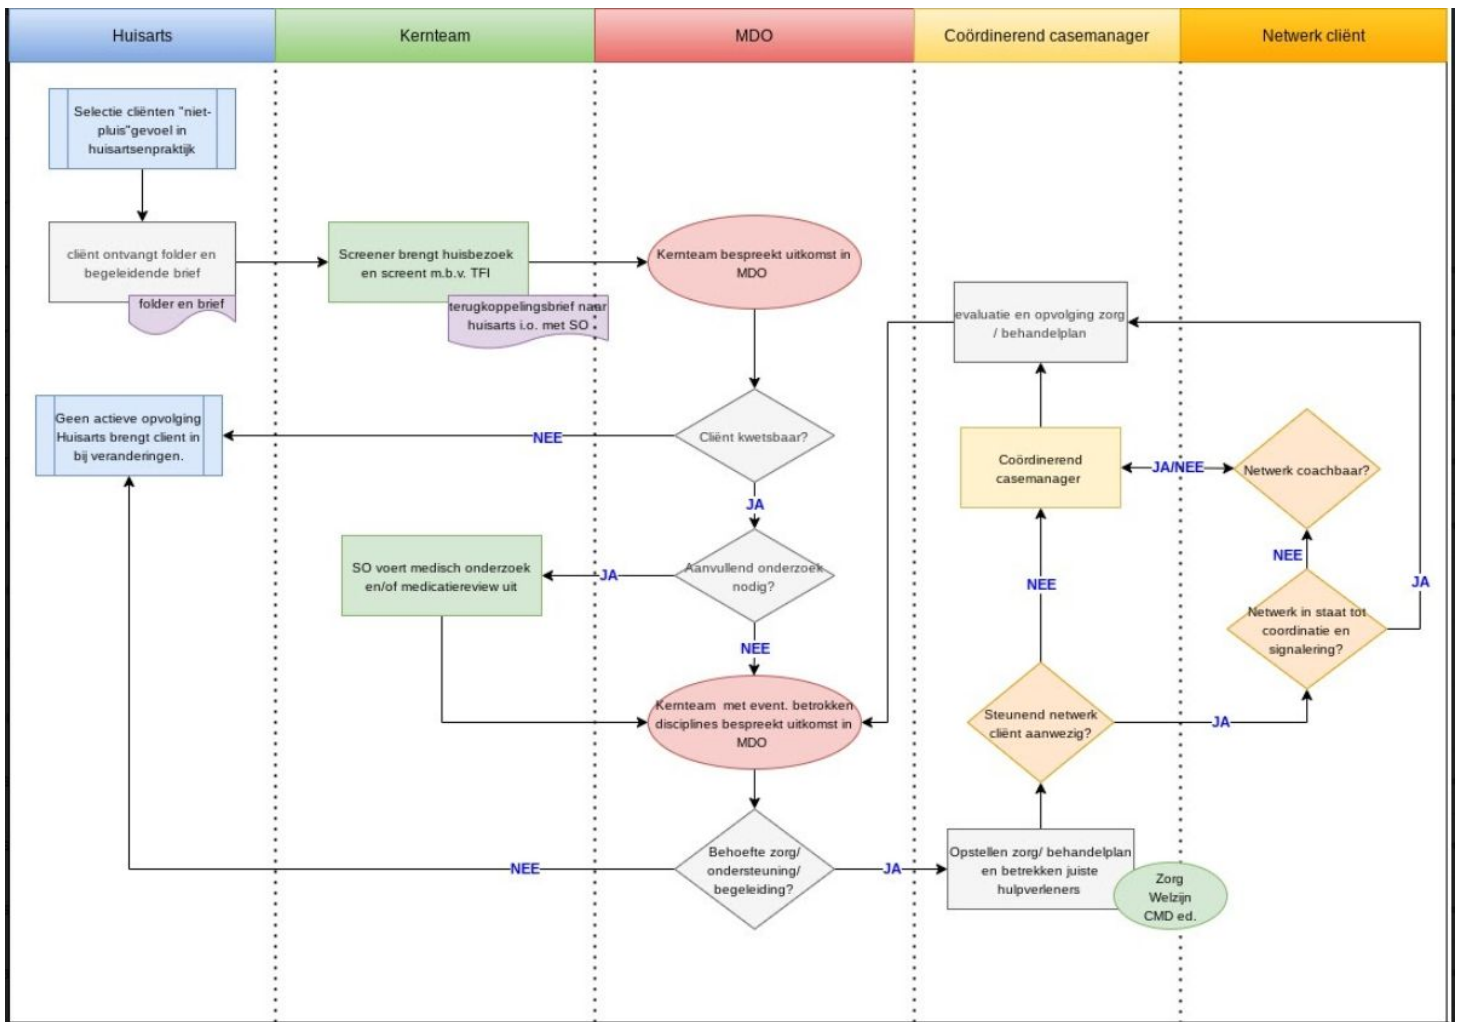 Huisarts
Kernteam
MDO
Coördinerend casemanager
Netwerk cliënt
Selectie cliënten "niet-
pluis"gevoel in
huisartsenpraktijk
cliënt ontvangt folder en
begeleidende brief
folder en brief
Screener brengt huisbezoek
en screent m.b.v. TFI
terugkoppelingsbrief naar
huisarts i.o. met SO
Kernteam bespreekt uitkomst in
MDO
evaluatie en opvolging zorg
/ behandelplan
Geen actieve opvolging
Huisarts brengt client in
bij veranderingen.
NEE
Cliënt kwetsbaar?
JA
Coördinerend
casemanager
JA/NEE
Netwerk coachbaar?
SO voert medisch onderzoek
en/of medicatiereview uit
JA
Aanvullend onderzoek
nodig?
NEE
NEE
NEE
JA
Netwerk in staat tot
coordinatie en
signalering?
Kernteam met event. betrokken
disciplines bespreekt uitkomst in
MDO
Steunend netwerk
cliënt aanwezig?
JA
NEE
Behoefte zorg/
ondersteuning/
begeleiding?
JA
Opstellen zorg/ behandelplan
en betrekken juiste
hulpverleners
Zorg
Welzijn
CMD ed.